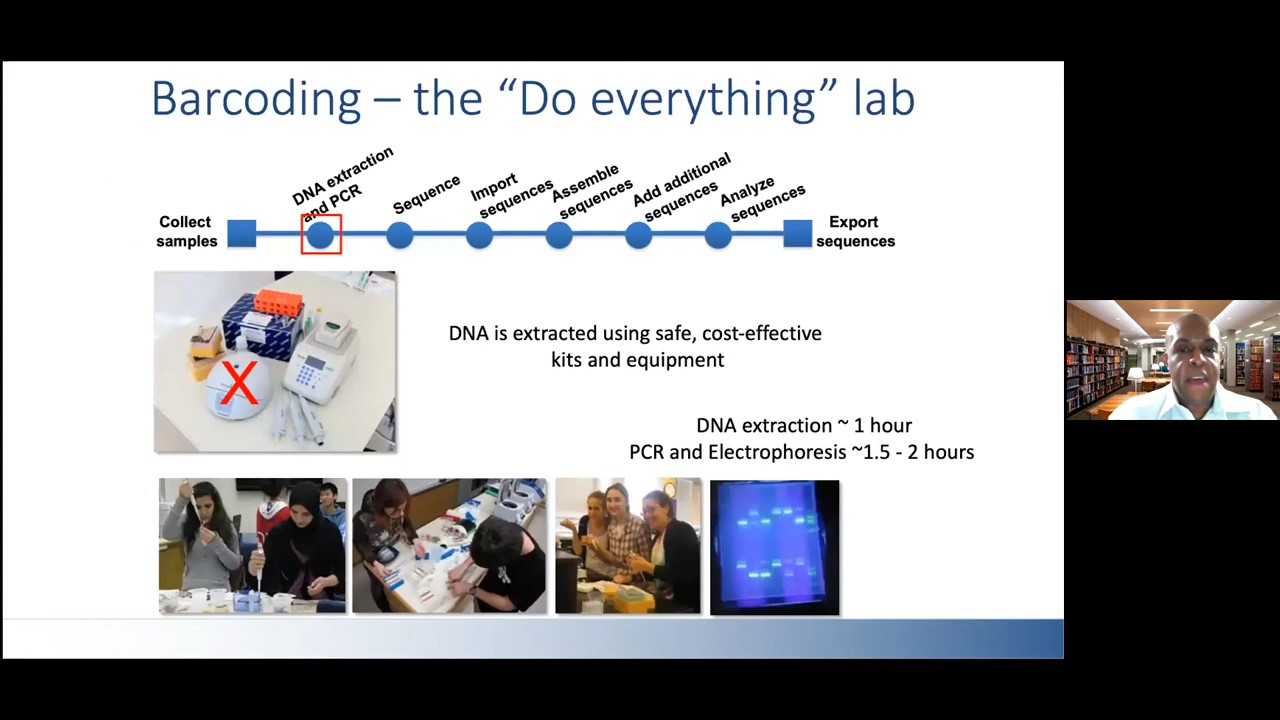 Barcoding – the “Do everything” lab
Collect
samples
DNA extraction
and PCR
Sequence
Import
sequences
Assemble
sequences
Add additional
sequences
Analyze
sequences
Export
sequences
X
DNA is extracted using safe, cost-effective
kits and equipment
DNA extraction ~ 1 hour
PCR and Electrophoresis ~1.5 - 2 hours